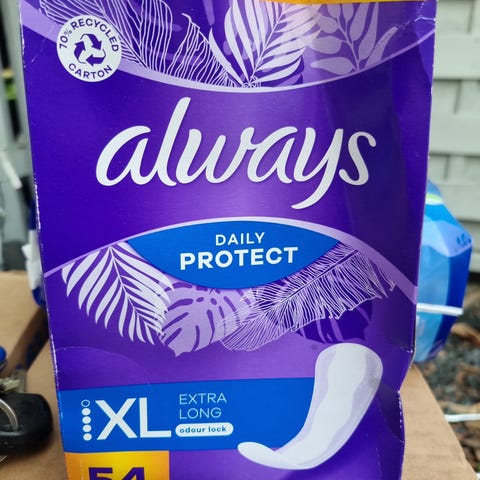 70% RECYCLED
CARTON
always
DAILY
PROTECT
XL
EXTRA
LONG
odour lock
54